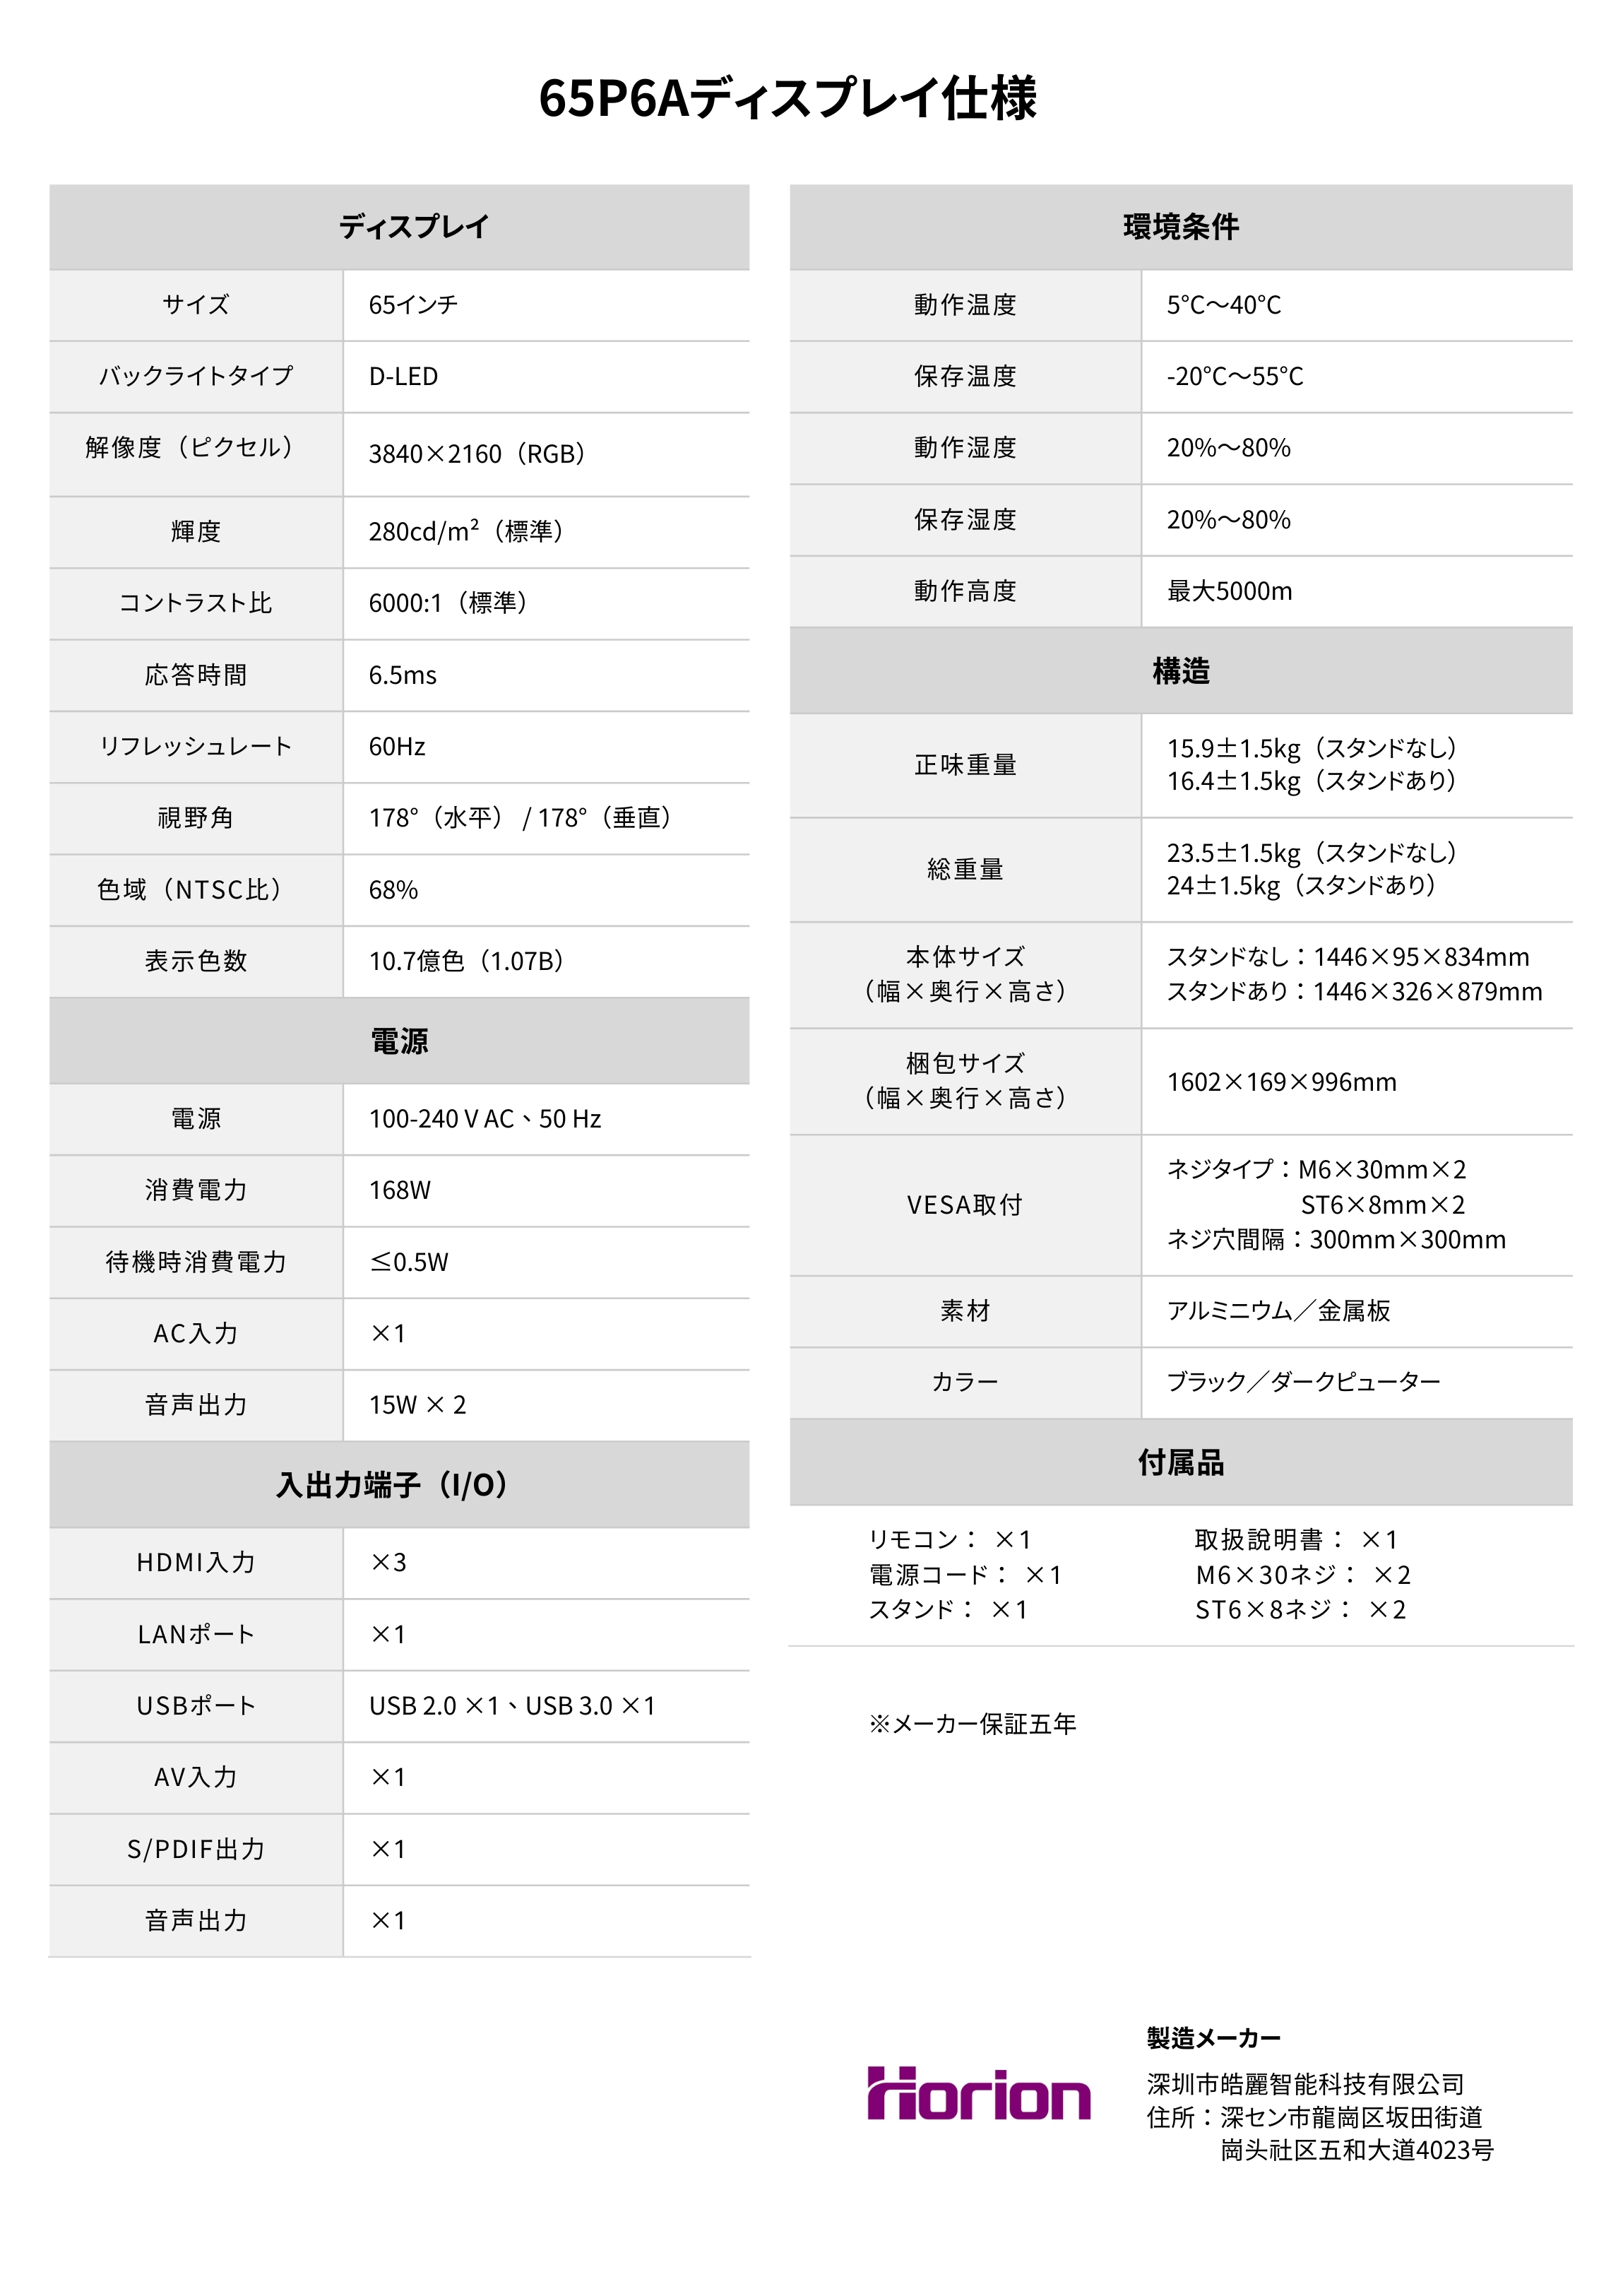 65P6Aディスプレイ仕様
ディスプレイ
サイズ 65インチ
バックライトタイプ D-LED
解像度（ピクセル） 3840×2160（RGB）
輝度 280cd/m²（標準）
コントラスト比 6000:1（標準）
応答時間 6.5ms
リフレッシュレート 60Hz
視野角 178°（水平） / 178°（垂直）
色域（NTSC比） 68%
表示色数 10.7億色（1.07B）
電源
電源 100-240 V AC、50 Hz
消費電力 168W
待機時消費電力 ≤0.5W
AC入力 ×1
音声出力 15W × 2
入出力端子（I/O）
HDMI入力 ×3
LANポート ×1
USBポート USB 2.0 ×1、USB 3.0 ×1
AV入力 ×1
S/PDIF出力 ×1
音声出力 ×1
環境条件
動作温度 5°C～40°C
保存温度 -20°C～55°C
動作湿度 20%～80%
保存湿度 20%～80%
動作高度 最大5000m
構造
正味重量 15.9±1.5kg（スタンドなし）
16.4±1.5kg（スタンドあり）
総重量 23.5±1.5kg（スタンドなし）
24±1.5kg（スタンドあり）
本体サイズ スタンドなし：1446×95×834mm
（幅×奥行×高さ） スタンドあり：1446×326×879mm
梱包サイズ
（幅×奥行×高さ） 1602×169×996mm
VESA取付 ネジタイプ：M6×30mm×2
ST6×8mm×2
ネジ穴間隔：300mm×300mm
素材 アルミニウム／金属板
カラー ブラック／ダークピューター
付属品
リモコン： ×1 取扱說明書： ×1
電源コード： ×1 M6×30ネジ： ×2
スタンド： ×1 ST6×8ネジ： ×2
※メーカー保証五年
Horion
製造メーカー
深圳市皓麗智能科技有限公司
住所：深セン市龍崗区坂田街道
崗头社区五和大道4023号